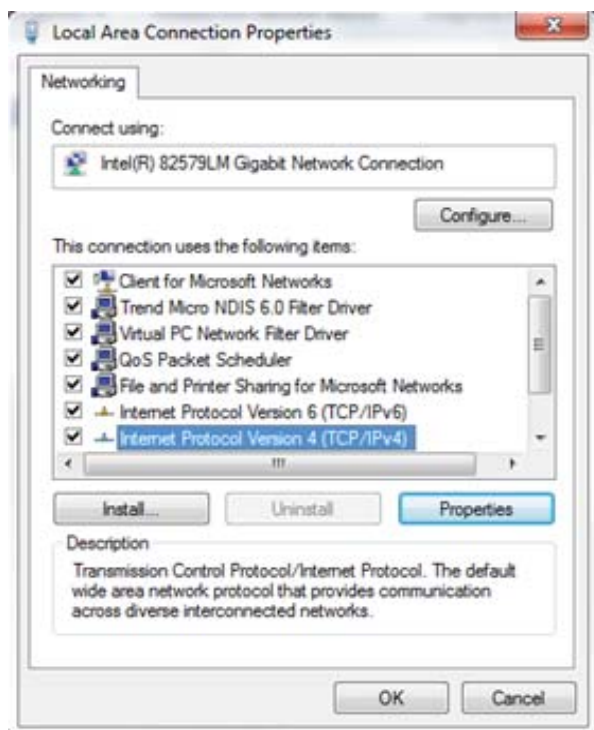 Local Area Connection Properties
Networking
Connect using:
Intel(R) 82579LM Gigabit Network Connection
Configure...
This connection uses the following items:
Client for Microsoft Networks
Trend Micro NDIS 6.0 Filter Driver
Virtual PC Network Filter Driver
QoS Packet Scheduler
File and Printer Sharing for Microsoft Networks
Internet Protocol Version 6 (TCP/IPv6)
Internet Protocol Version 4 (TCP/IPv4)
Install... Uninstall Properties
Description
Transmission Control Protocol/Internet Protocol. The default
wide area network protocol that provides communication
across diverse interconnected networks.
OK Cancel